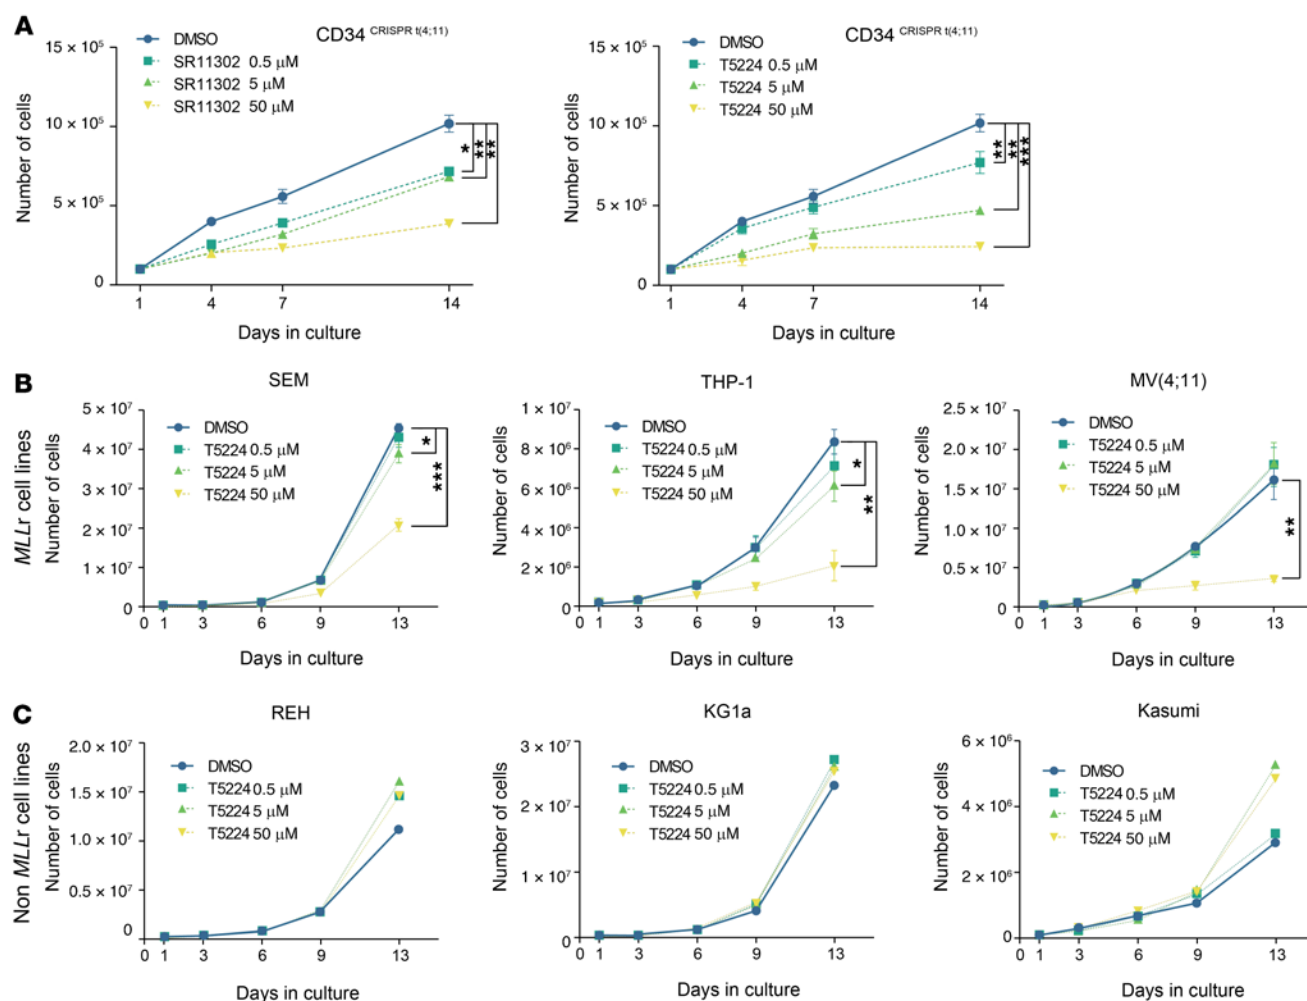 A
CD34 CRISPR t(4;11)
DMSO
SR11302 0.5 μM
SR11302 5 μM
SR11302 50 μM
15 × 10⁵
10 × 10⁵
5 × 10⁵
0
Number of cells
* ** **
1 4 7 14
Days in culture
CD34 CRISPR t(4;11)
DMSO
T5224 0.5 μM
T5224 5 μM
T5224 50 μM
15 × 10⁵
10 × 10⁵
5 × 10⁵
0
Number of cells
** ** ***
1 4 7 14
Days in culture
B
MLLr cell lines
SEM
DMSO
T5224 0.5 μM
T5224 5 μM
T5224 50 μM
5 × 10⁷
4 × 10⁷
3 × 10⁷
2 × 10⁷
1 × 10⁷
0
Number of cells
* ***
0 1 3 6 9 13
Days in culture
THP-1
DMSO
T5224 0.5 μM
T5224 5 μM
T5224 50 μM
1 × 10⁷
8 × 10⁶
6 × 10⁶
4 × 10⁶
2 × 10⁶
0
Number of cells
* **
0 1 3 6 9 13
Days in culture
MV(4;11)
DMSO
T5224 0.5 μM
T5224 5 μM
T5224 50 μM
2.5 × 10⁷
2.0 × 10⁷
1.5 × 10⁷
1.0 × 10⁷
0.5 × 10⁷
0
Number of cells
**
0 1 3 6 9 13
Days in culture
C
Non MLLr cell lines
REH
DMSO
T5224 0.5 μM
T5224 5 μM
T5224 50 μM
2.0 × 10⁷
1.5 × 10⁷
1.0 × 10⁷
0.5 × 10⁷
0
Number of cells
0 1 3 6 9 13
Days in culture
KG1a
DMSO
T5224 0.5 μM
T5224 5 μM
T5224 50 μM
3 × 10⁷
2 × 10⁷
1 × 10⁷
0
Number of cells
0 1 3 6 9 13
Days in culture
Kasumi
DMSO
T5224 0.5 μM
T5224 5 μM
T5224 50 μM
6 × 10⁶
4 × 10⁶
2 × 10⁶
0
Number of cells
0 1 3 6 9 13
Days in culture